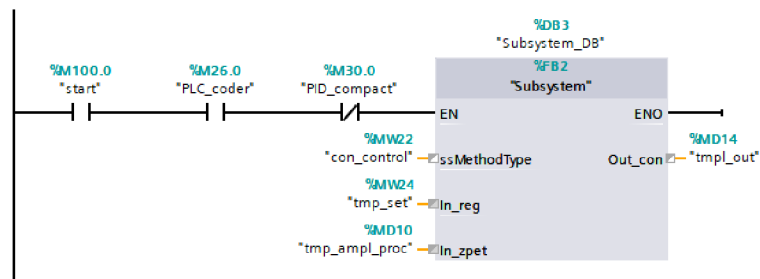 %DB3
"Subsystem_DB"
%M100.0 %M26.0 %M30.0 %FB2
"start" "PLC_coder" "PID_compact" "Subsystem"
EN ENO
%MW22 %MD14
"con_control" ssMethodType Out_con "tmpl_out"
%MW24
"tmp_set" In_reg
%MD10
"tmp_ampl_proc" In_zpet